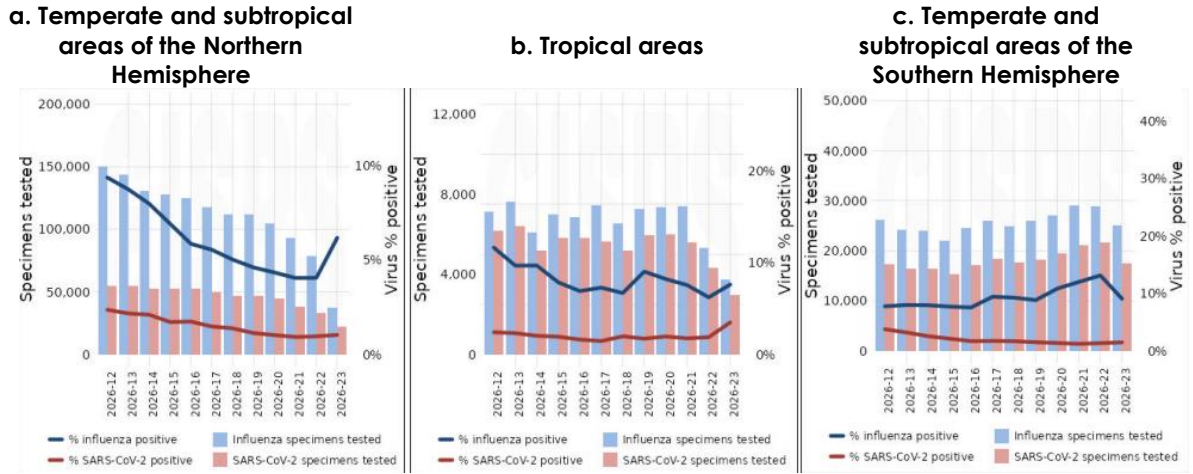 a. Temperate and subtropical
areas of the Northern
Hemisphere
200,000
150,000
100,000
50,000
0
Specimens tested
10%
5%
0%
Virus % positive
2026-12
2026-13
2026-14
2026-15
2026-16
2026-17
2026-18
2026-19
2026-20
2026-21
2026-22
2026-23
% influenza positive
Influenza specimens tested
% SARS-CoV-2 positive
SARS-CoV-2 specimens tested
b. Tropical areas
12,000
8,000
4,000
0
Specimens tested
20%
10%
0%
Virus % positive
2026-12
2026-13
2026-14
2026-15
2026-16
2026-17
2026-18
2026-19
2026-20
2026-21
2026-22
2026-23
% influenza positive
Influenza specimens tested
% SARS-CoV-2 positive
SARS-CoV-2 specimens tested
c. Temperate and
subtropical areas of the
Southern Hemisphere
50,000
40,000
30,000
20,000
10,000
0
Specimens tested
40%
30%
20%
10%
0%
Virus % positive
2026-12
2026-13
2026-14
2026-15
2026-16
2026-17
2026-18
2026-19
2026-20
2026-21
2026-22
2026-23
% influenza positive
Influenza specimens tested
% SARS-CoV-2 positive
SARS-CoV-2 specimens tested